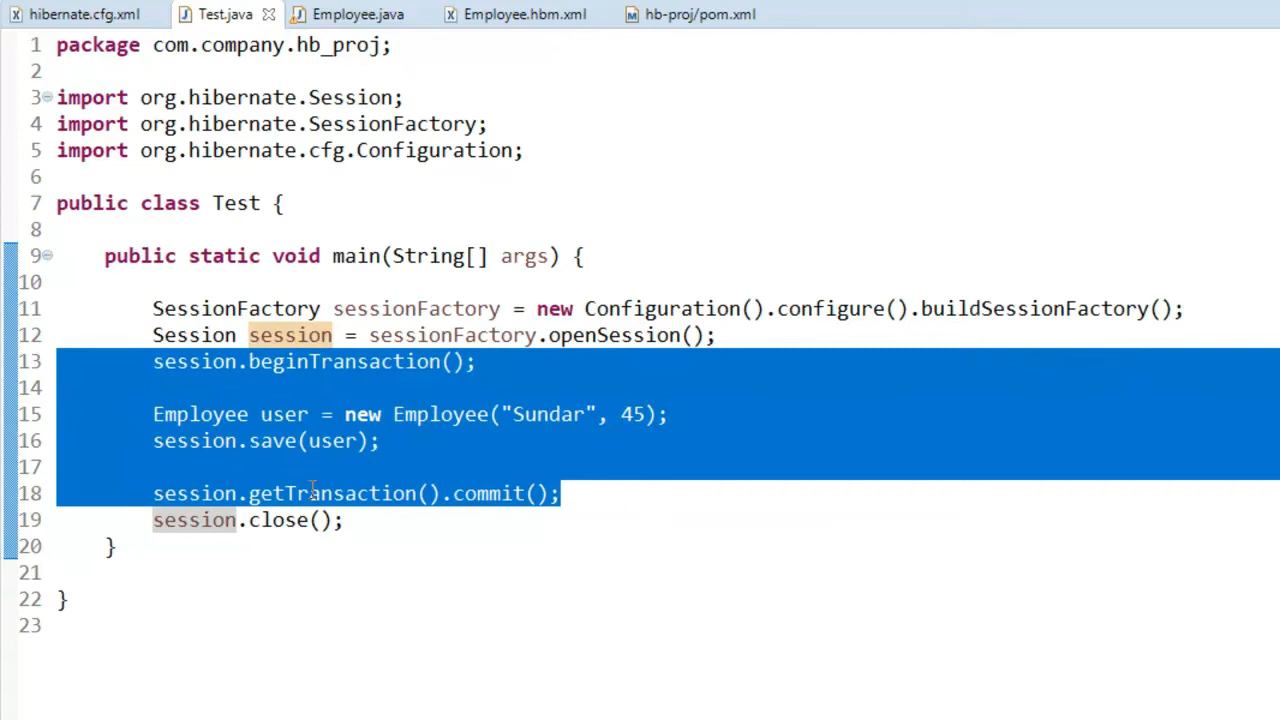 hibernate.cfg.xml Test.java Employee.java Employee.hbm.xml hb-proj/pom.xml
1 package com.company.hb_proj;
2
3 import org.hibernate.Session;
4 import org.hibernate.SessionFactory;
5 import org.hibernate.cfg.Configuration;
6
7 public class Test {
8
9 public static void main(String[] args) {
10
11 SessionFactory sessionFactory = new Configuration().configure().buildSessionFactory();
12 Session session = sessionFactory.openSession();
13 session.beginTransaction();
14
15 Employee user = new Employee("Sundar", 45);
16 session.save(user);
17
18 session.getTransaction().commit();
19 session.close();
20 }
21
22 }
23